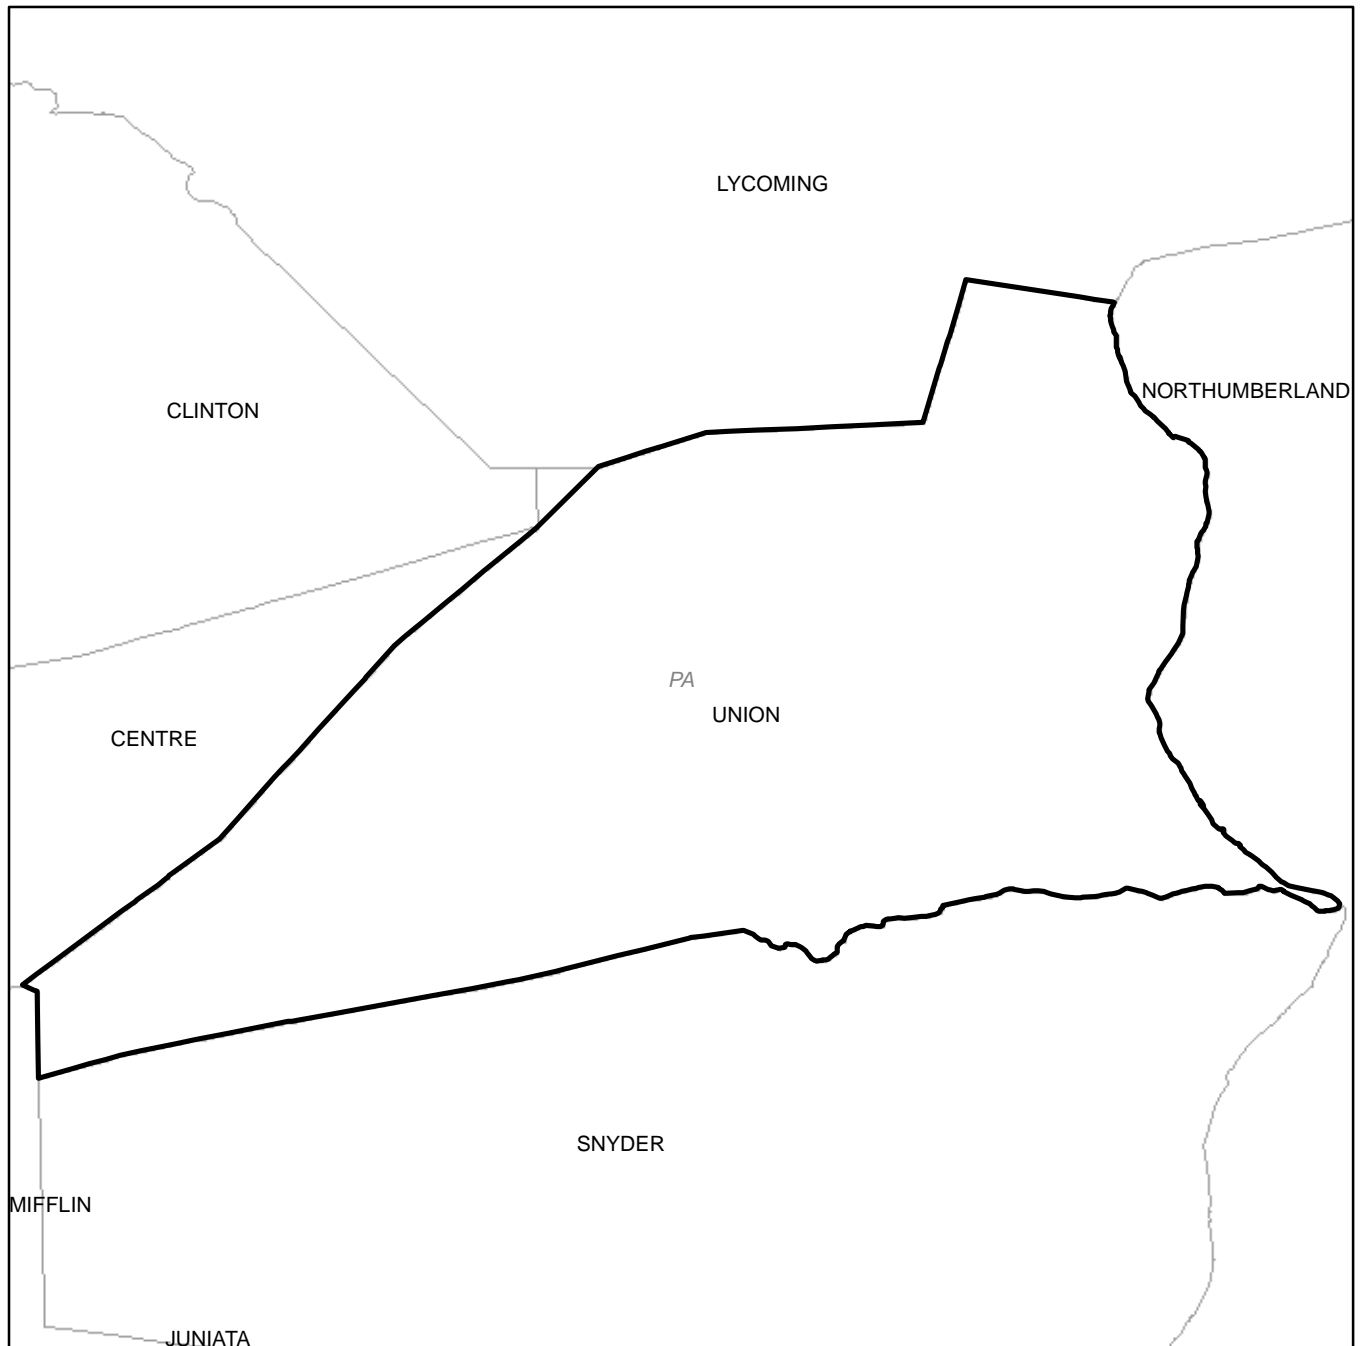 LYCOMING
NORTHUMBERLAND
CLINTON
PA
UNION
CENTRE
SNYDER
MIFFLIN
JUNIATA